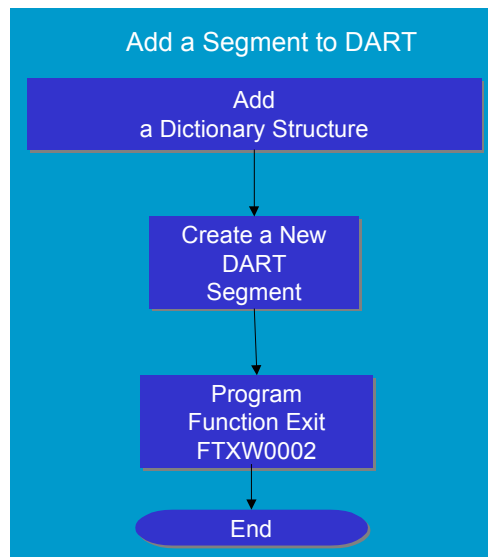 Add a Segment to DART
Add
a Dictionary Structure
Create a New
DART
Segment
Program
Function Exit
FTXW0002
End